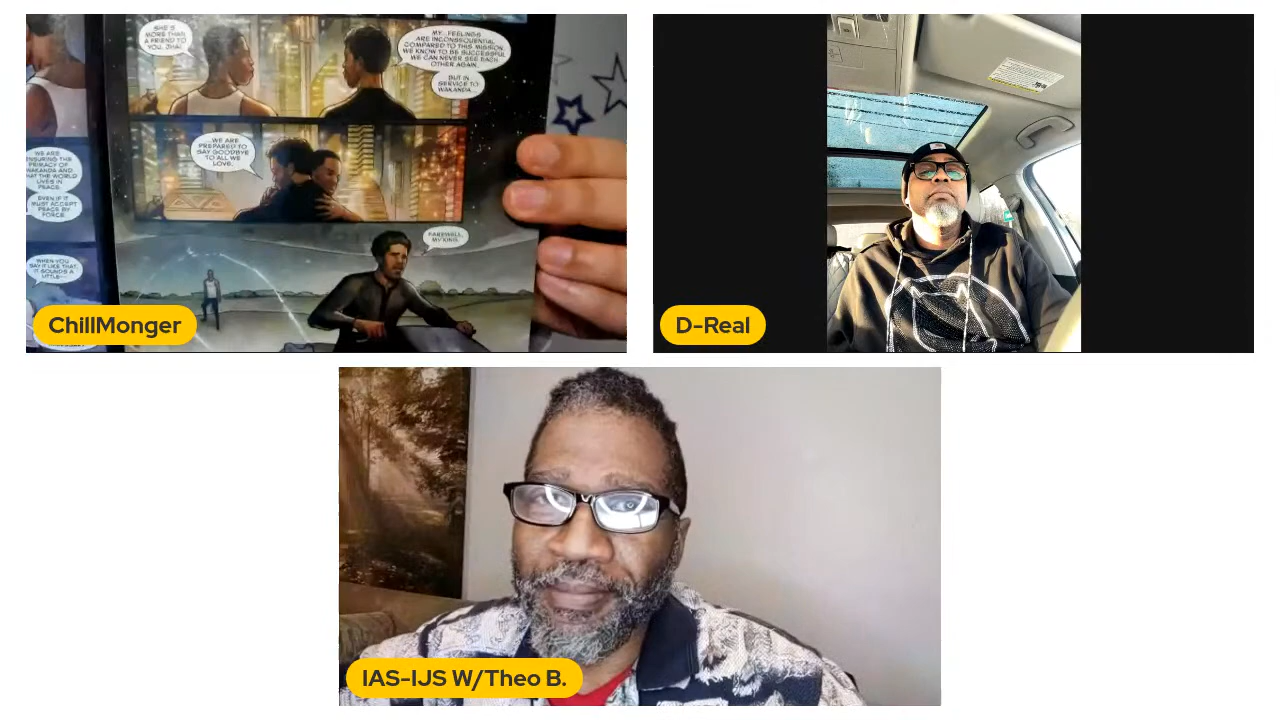 SHE'S
MORE THAN
A FRIEND TO
YOU, JHAI.
MY...FEELINGS
ARE INCONSEQUENTIAL
COMPARED TO THIS MISSION.
WE KNOW TO BE SUCCESSFUL
WE CAN NEVER SEE EACH
OTHER AGAIN.
BUT IN
SERVICE TO
WAKANDA...
...WE ARE
PREPARED TO
SAY GOODBYE
TO ALL WE
LOVE.
WE ARE
ENSURING THE
PRIMACY OF
WAKANDA AND
THAT THE WORLD
LIVES IN
PEACE.
EVEN IF IT
MUST ACCEPT
PEACE BY
FORCE.
FAREWELL,
MY KING.
WHEN YOU
SAY IT LIKE THAT,
IT SOUNDS A
LITTLE--
ChillMonger
D-Real
IAS-IJS W/Theo B.